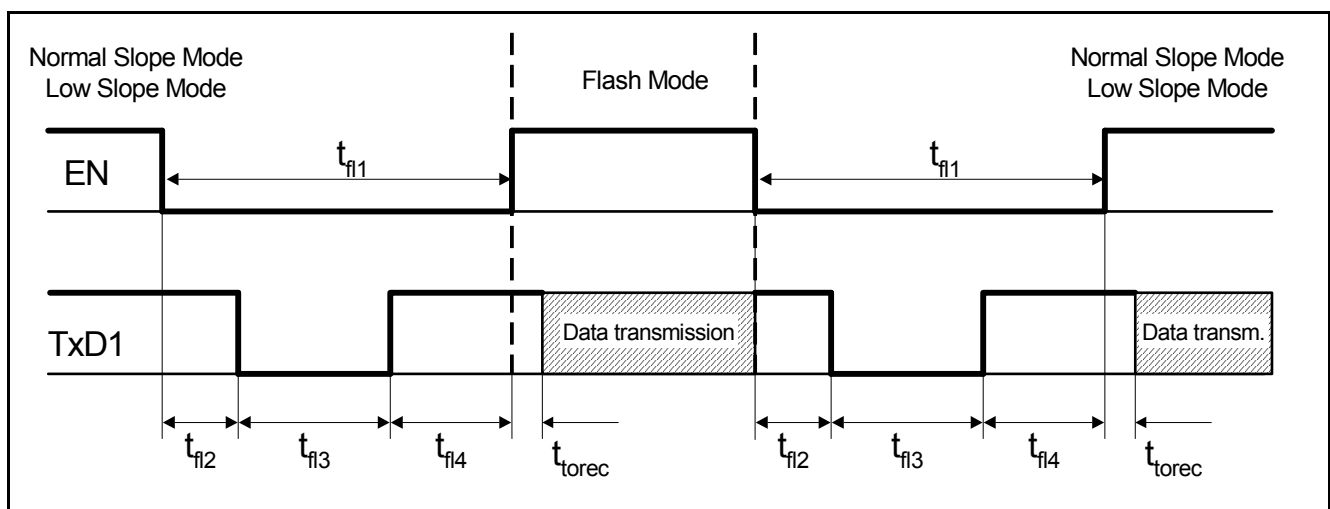 Normal Slope Mode
Low Slope Mode
Flash Mode
Normal Slope Mode
Low Slope Mode
EN
tfl1
tfl1
TxD1
Data transmission
Data transm.
tfl2
tfl3
tfl4
ttorec
tfl2
tfl3
tfl4
ttorec